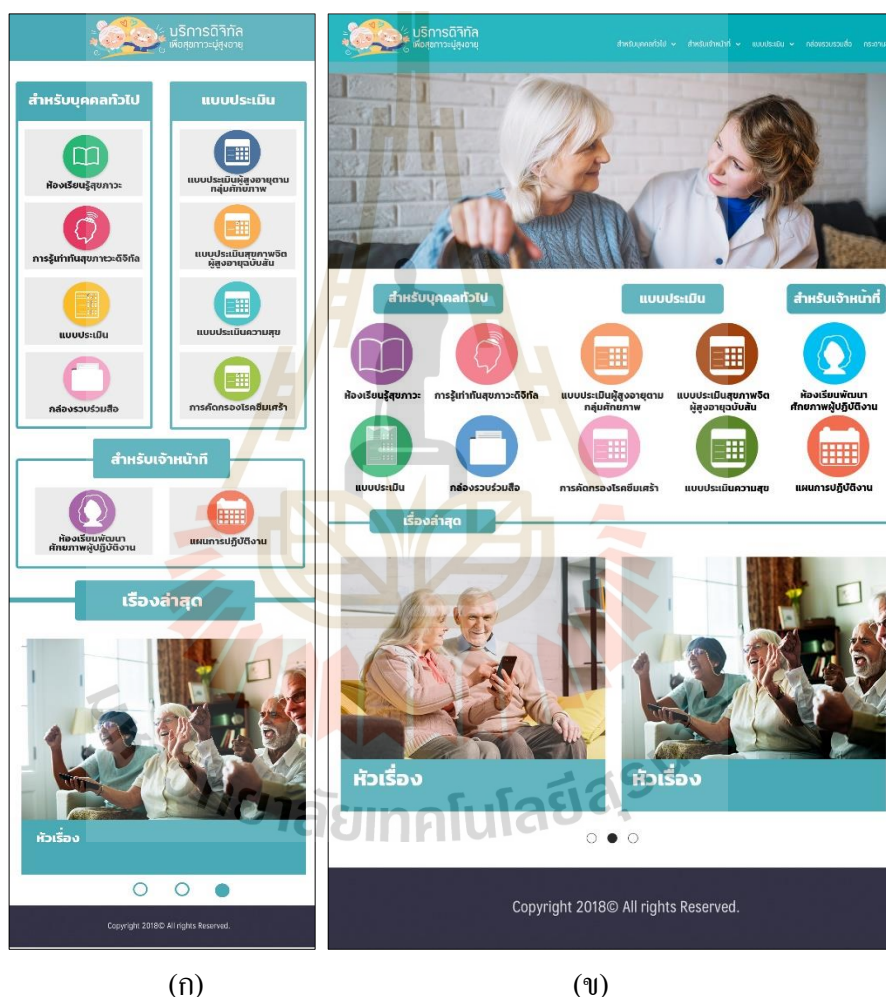 บริการดิจิทัล
เพื่อสุขภาวะผู้สูงอายุ
สำหรับบุคคลทั่วไป
ห้องเรียนรู้สุขภาวะ
การรู้เท่าทันสุขภาวะดิจิทัล
แบบประเมิน
กล่องรวบรวมสื่อ
แบบประเมิน
แบบประเมินผู้สูงอายุตาม
กลุ่มศักยภาพ
แบบประเมินสุขภาพจิต
ผู้สูงอายุฉบับสั้น
แบบประเมินความสุข
การคัดกรองโรคซึมเศร้า
สำหรับเจ้าหน้าที่
ห้องเรียนพัฒนา
ศักยภาพผู้ปฏิบัติงาน
แผนการปฏิบัติงาน
เรื่องล่าสุด
หัวเรื่อง
Copyright 2018© All rights Reserved.
(ก)
บริการดิจิทัล
เพื่อสุขภาวะผู้สูงอายุ
สำหรับบุคคลทั่วไป สำหรับเจ้าหน้าที่ แบบประเมิน กล่องรวบรวมสื่อ กระดาน
สำหรับบุคคลทั่วไป แบบประเมิน สำหรับเจ้าหน้าที่
ห้องเรียนรู้สุขภาวะ การรู้เท่าทันสุขภาวะดิจิทัล แบบประเมินผู้สูงอายุตาม แบบประเมินสุขภาพจิต ห้องเรียนพัฒนา
กลุ่มศักยภาพ ผู้สูงอายุฉบับสั้น ศักยภาพผู้ปฏิบัติงาน
แบบประเมิน กล่องรวบรวมสื่อ การคัดกรองโรคซึมเศร้า แบบประเมินความสุข แผนการปฏิบัติงาน
เรื่องล่าสุด
หัวเรื่อง หัวเรื่อง
Copyright 2018© All rights Reserved.
(ข)